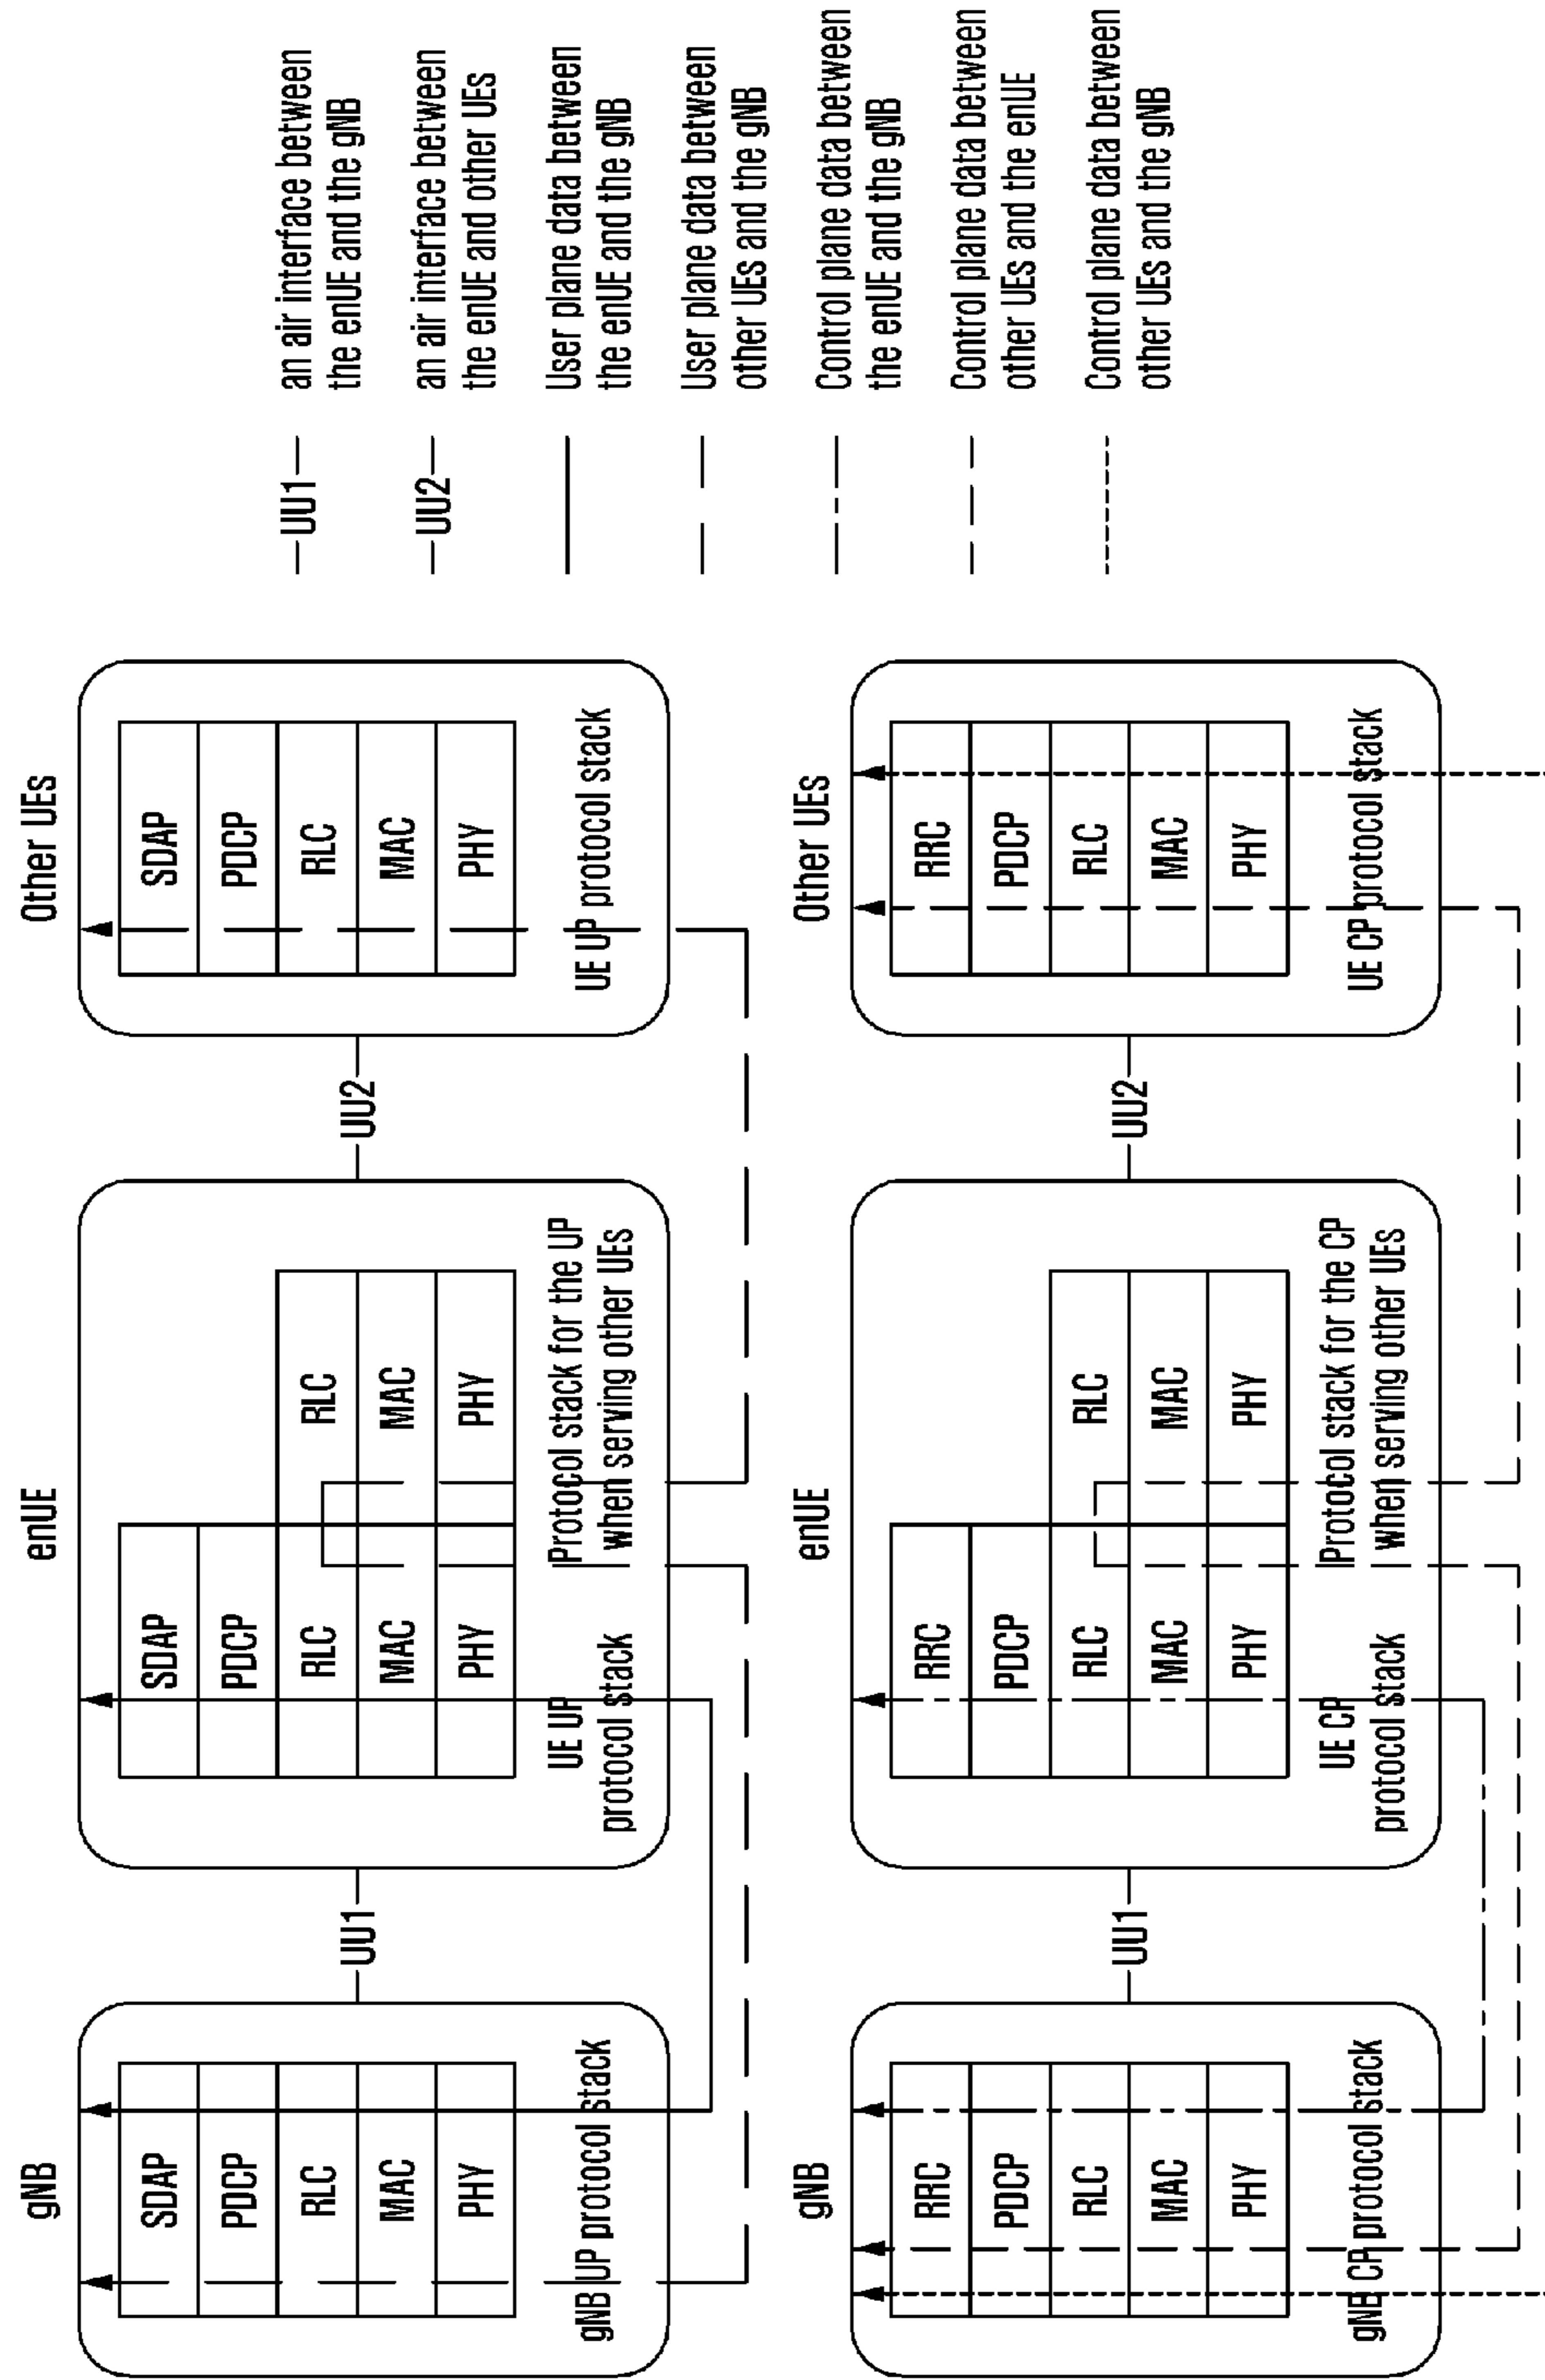 gNB
SDAP
PDCP
RLC
MAC
PHY
gNB UP protocol stack
UU1
enUE
SDAP
PDCP
RLC
MAC
PHY
UE UP
protocol stack
RLC
MAC
PHY
Protocol stack for the UP
when serving other UEs
UU2
Other UEs
SDAP
PDCP
RLC
MAC
PHY
UE UP protocol stack
gNB
RRC
PDCP
RLC
MAC
PHY
gNB CP protocol stack
UU1
enUE
RRC
PDCP
RLC
MAC
PHY
UE CP
protocol stack
RLC
MAC
PHY
Protocol stack for the CP
when serving other UEs
UU2
Other UEs
RRC
PDCP
RLC
MAC
PHY
UE CP protocol stack
UU1
an air interface between
the enUE and the gNB
UU2
an air interface between
the enUE and other UEs
User plane data between
the enUE and the gNB
User plane data between
other UEs and the gNB
Control plane data between
the enUE and the gNB
Control plane data between
other UEs and the enUE
Control plane data between
other UEs and the gNB